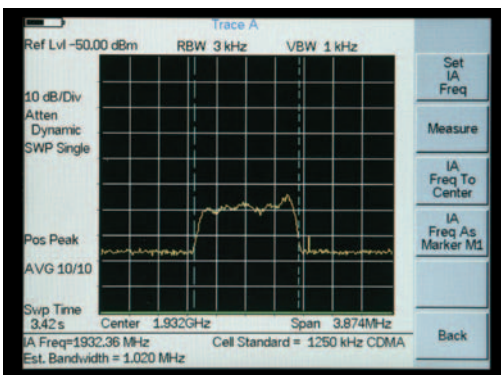 Trace A
Ref Lvl -50.00 dBm RBW 3 kHz VBW 1 kHz
10 dB/Div
Atten
Dynamic
SWP Single
Pos Peak
AVG 10/10
Swp Time
3.42 s Center 1.932GHz Span 3.874MHz
IA Freq=1932.36 MHz Cell Standard = 1250 kHz CDMA
Est. Bandwidth = 1.020 MHz
Set
IA
Freq
Measure
IA
Freq To
Center
IA
Freq As
Marker M1
Back